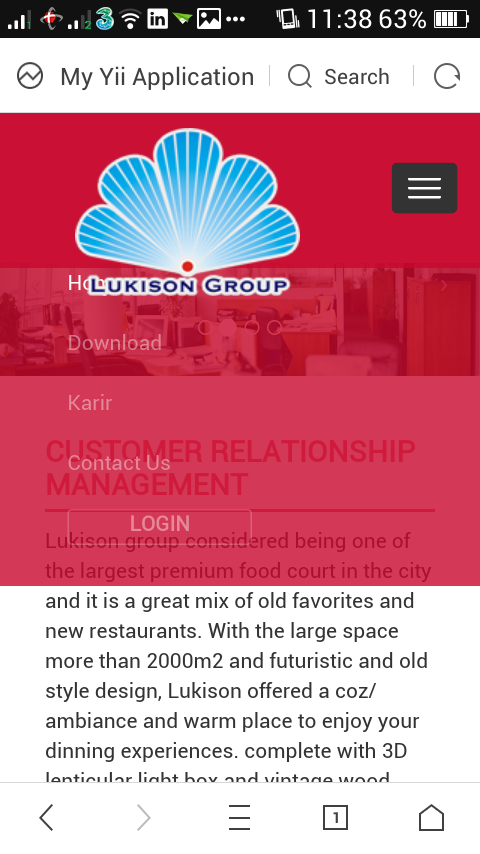 2 3 11:38 63%
My Yii Application Search
LUKISON GROUP
Download
Karir
CUSTOMER RELATIONSHIP
Contact Us
MANAGEMENT
LOGIN
Lukison group considered being one of
the largest premium food court in the city
and it is a great mix of old favorites and
new restaurants. With the large space
more than 2000m2 and futuristic and old
style design, Lukison offered a coz/
ambiance and warm place to enjoy your
dinning experiences. complete with 3D
lenticular light box and vintage wood
1